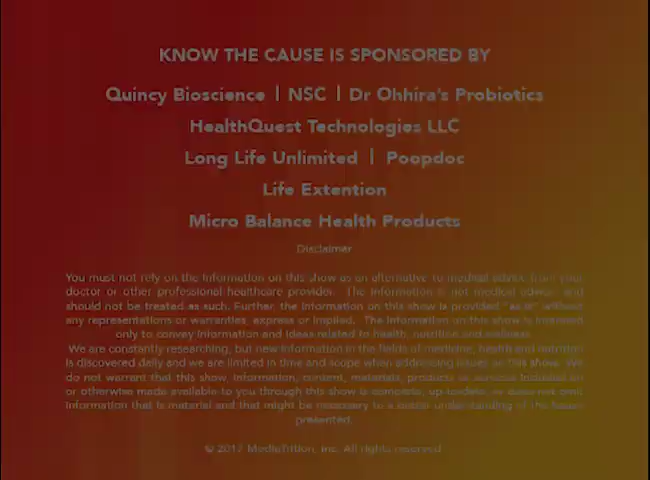 KNOW THE CAUSE IS SPONSORED BY
Quincy Bioscience | NSC | Dr Ohhira's Probiotics
HealthQuest Technologies LLC
Long Life Unlimited | Poopdoc
Life Extention
Micro Balance Health Products
Disclaimer
You must not rely on the information on this show as an alternative to medical advice from your
doctor or other professional healthcare provider. The information is not medical advice and
should not be treated as such. Further, the information on this show is provided "as is" without
any representations or warranties, express or implied. The information on this show is intended
only to convey information and ideas related to health, nutrition and wellness.
We are constantly researching, but new information in the fields of medicine, health and nutrition
is discovered daily and we are limited in time and scope when addressing issues on this show. We
do not warrant that this show, information, content, materials, products or services included on
or otherwise made available to you through this show is complete, up-to-date, or does not omit
information that is material and that might be necessary to a proper understanding of the issues
presented.
© 2017 Mediatrition, Inc. All rights reserved